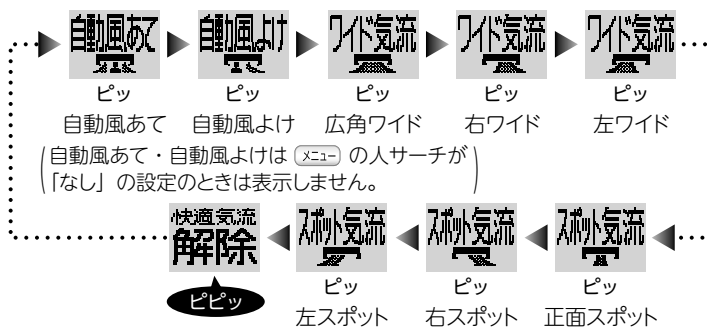 自動風あて 自動風よけ ワイド気流 ワイド気流 ワイド気流
ピッ ピッ ピッ ピッ ピッ
自動風あて 自動風よけ 広角ワイド 右ワイド 左ワイド
自動風あて・自動風よけは メニュー の人サーチが
「なし」の設定のときは表示しません。
快適気流 解除 スポット気流 スポット気流 スポット気流
ピピッ ピッ ピッ ピッ
左スポット 右スポット 正面スポット